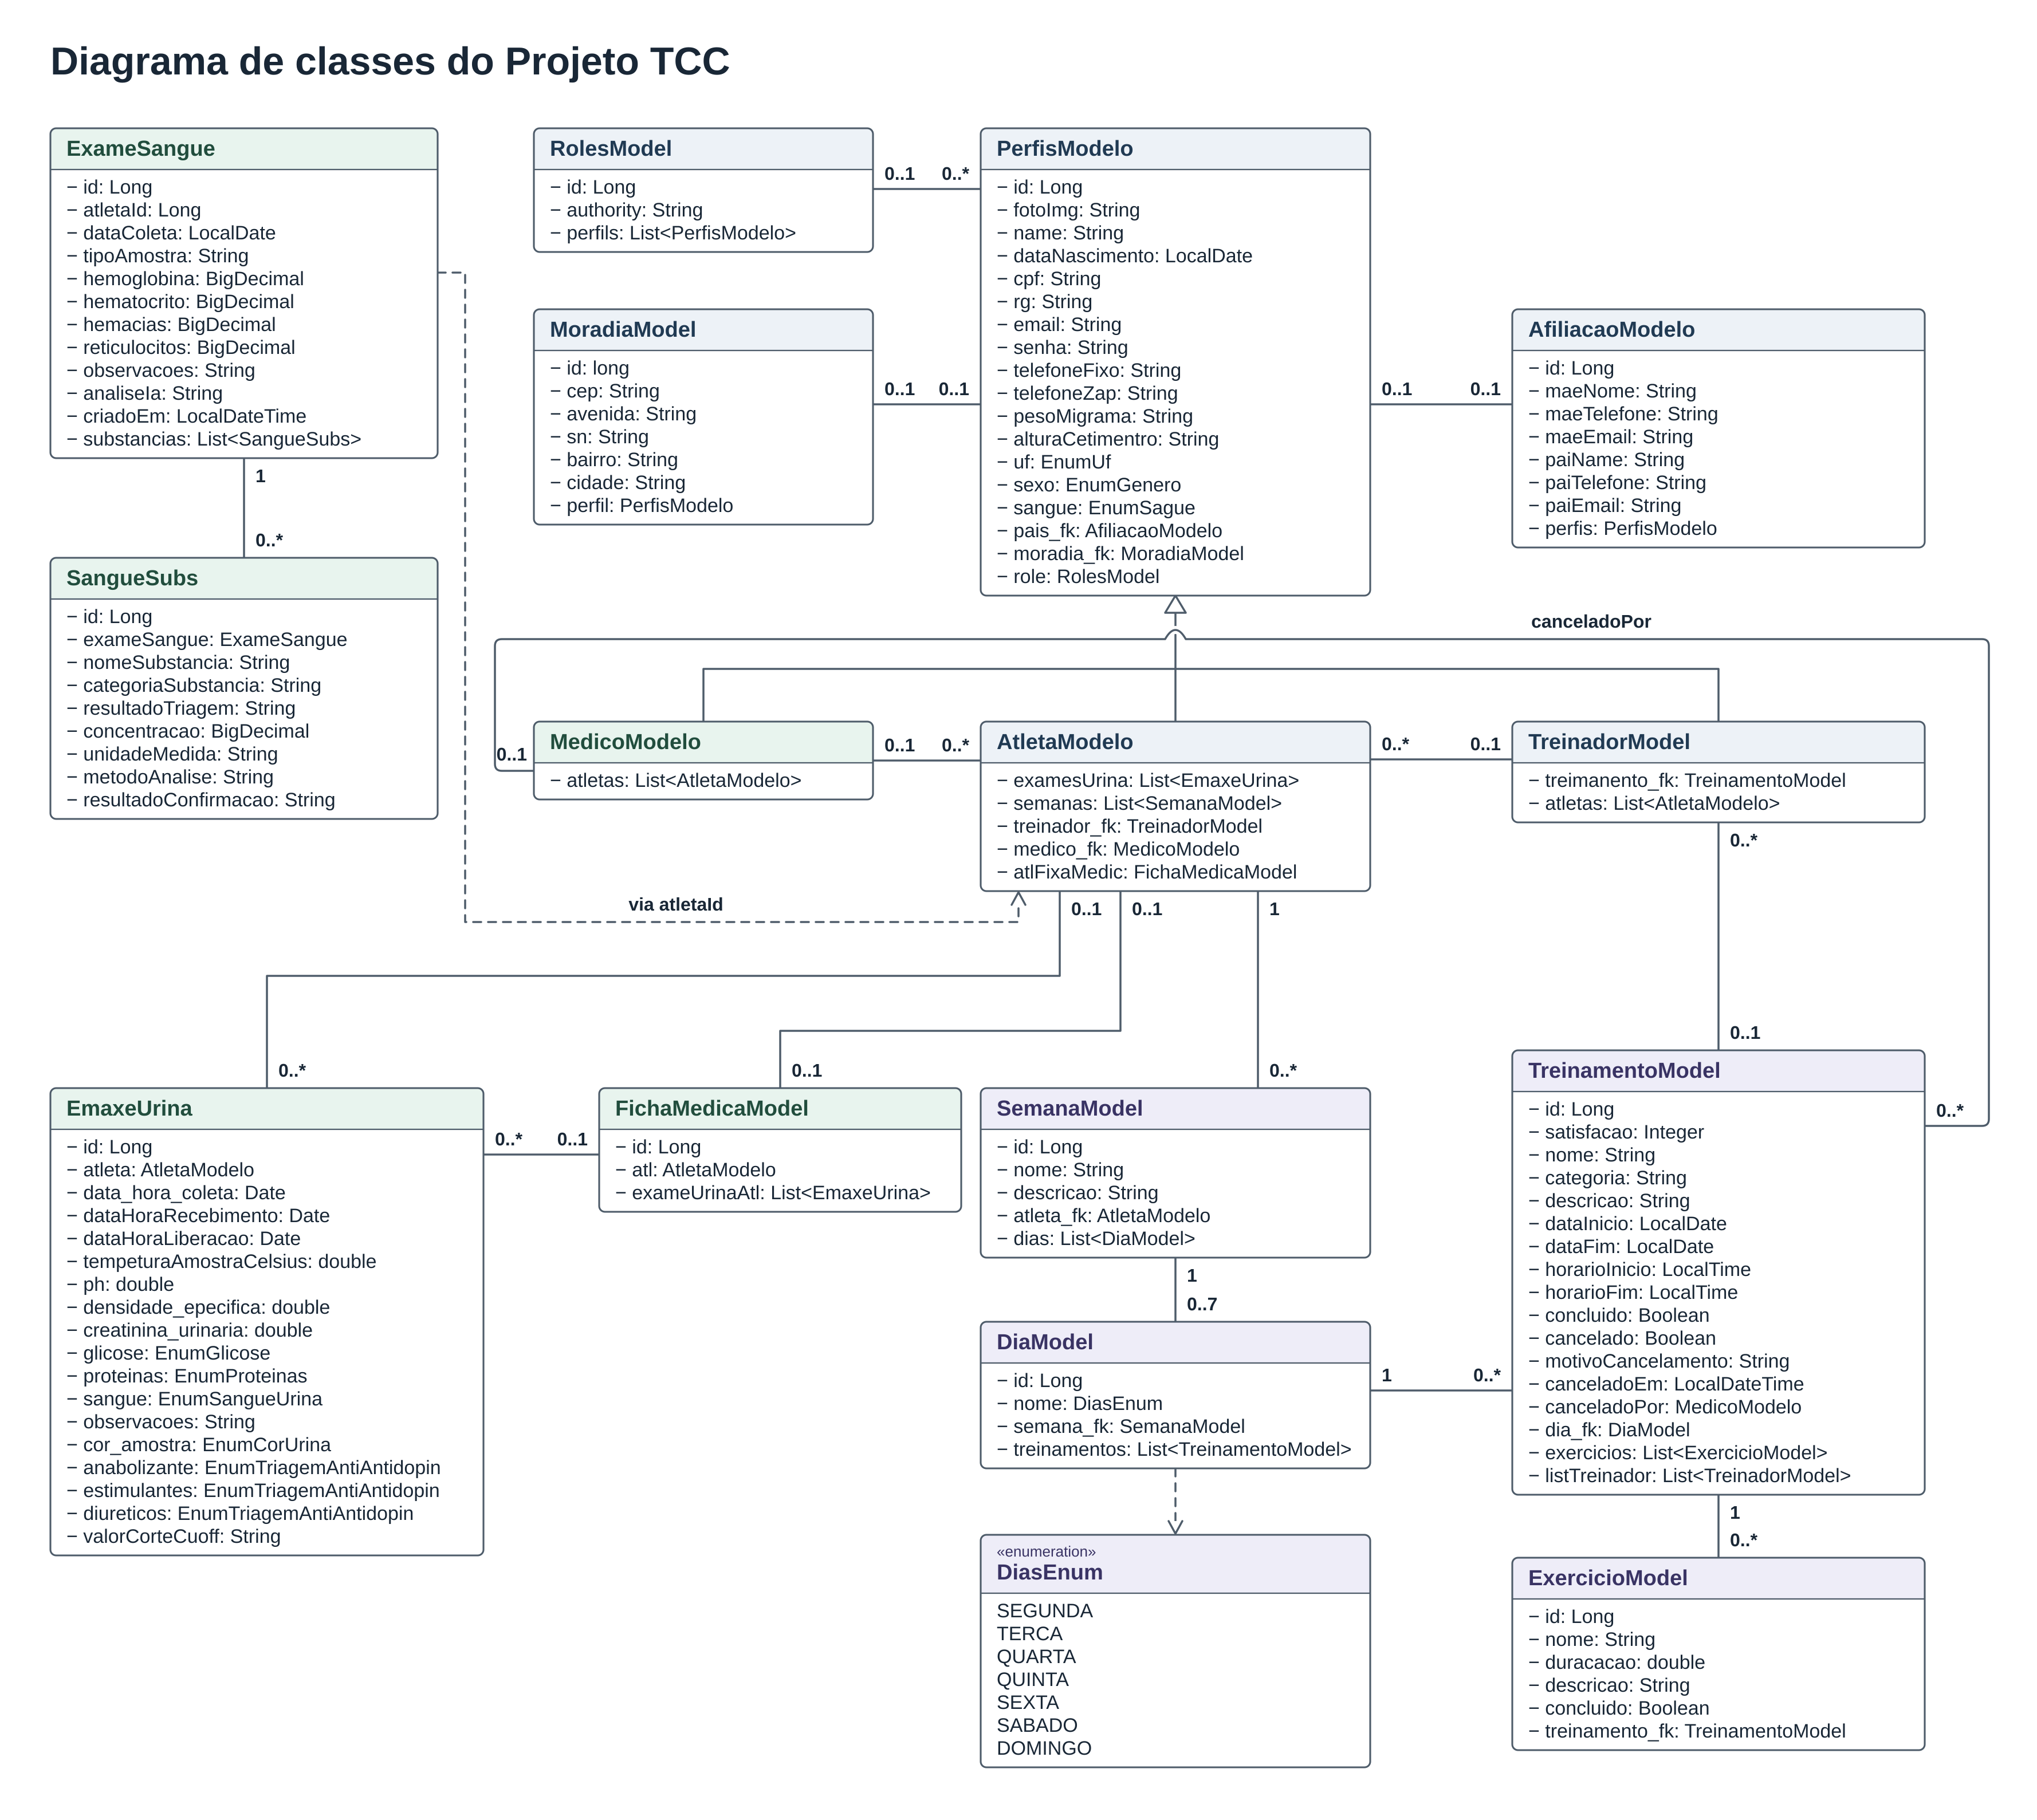 Diagrama de classes do Projeto TCC
ExameSangue
− id: Long
− atletaId: Long
− dataColeta: LocalDate
− tipoAmostra: String
− hemoglobina: BigDecimal
− hematocrito: BigDecimal
− hemacias: BigDecimal
− reticulocitos: BigDecimal
− observacoes: String
− analiseIa: String
− criadoEm: LocalDateTime
− substancias: List<SangueSubs>
1
0..*
SangueSubs
− id: Long
− exameSangue: ExameSangue
− nomeSubstancia: String
− categoriaSubstancia: String
− resultadoTriagem: String
− concentracao: BigDecimal
− unidadeMedida: String
− metodoAnalise: String
− resultadoConfirmacao: String
RolesModel
− id: Long
− authority: String
− perfils: List<PerfisModelo>
0..1 0..*
MoradiaModel
− id: long
− cep: String
− avenida: String
− sn: String
− bairro: String
− cidade: String
− perfil: PerfisModelo
0..1 0..1
PerfisModelo
− id: Long
− fotoImg: String
− name: String
− dataNascimento: LocalDate
− cpf: String
− rg: String
− email: String
− senha: String
− telefoneFixo: String
− telefoneZap: String
− pesoMigrama: String
− alturaCetimentro: String
− uf: EnumUf
− sexo: EnumGenero
− sangue: EnumSague
− pais_fk: AfiliacaoModelo
− moradia_fk: MoradiaModel
− role: RolesModel
0..1 0..1
AfiliacaoModelo
− id: Long
− maeNome: String
− maeTelefone: String
− maeEmail: String
− paiName: String
− paiTelefone: String
− paiEmail: String
− perfis: PerfisModelo
canceladoPor
0..1
MedicoModelo
− atletas: List<AtletaModelo>
0..1 0..*
AtletaModelo
− examesUrina: List<EmaxeUrina>
− semanas: List<SemanaModel>
− treinador_fk: TreinadorModel
− medico_fk: MedicoModelo
− atlFixaMedic: FichaMedicaModel
0..* 0..1
TreinadorModel
− treimanento_fk: TreinamentoModel
− atletas: List<AtletaModelo>
0..*
via atletaId
0..1 0..1 1
0..1
0..* 0..1 0..*
EmaxeUrina
− id: Long
− atleta: AtletaModelo
− data_hora_coleta: Date
− dataHoraRecebimento: Date
− dataHoraLiberacao: Date
− tempeturaAmostraCelsius: double
− ph: double
− densidade_epecifica: double
− creatinina_urinaria: double
− glicose: EnumGlicose
− proteinas: EnumProteinas
− sangue: EnumSangueUrina
− observacoes: String
− cor_amostra: EnumCorUrina
− anabolizante: EnumTriagemAntiAntidopin
− estimulantes: EnumTriagemAntiAntidopin
− diureticos: EnumTriagemAntiAntidopin
− valorCorteCuoff: String
0..* 0..1
FichaMedicaModel
− id: Long
− atl: AtletaModelo
− exameUrinaAtl: List<EmaxeUrina>
SemanaModel
− id: Long
− nome: String
− descricao: String
− atleta_fk: AtletaModelo
− dias: List<DiaModel>
1
0..7
DiaModel
− id: Long
− nome: DiasEnum
− semana_fk: SemanaModel
− treinamentos: List<TreinamentoModel>
1 0..*
«enumeration»
DiasEnum
SEGUNDA
TERCA
QUARTA
QUINTA
SEXTA
SABADO
DOMINGO
TreinamentoModel
− id: Long
− satisfacao: Integer
− nome: String
− categoria: String
− descricao: String
− dataInicio: LocalDate
− dataFim: LocalDate
− horarioInicio: LocalTime
− horarioFim: LocalTime
− concluido: Boolean
− cancelado: Boolean
− motivoCancelamento: String
− canceladoEm: LocalDateTime
− canceladoPor: MedicoModelo
− dia_fk: DiaModel
− exercicios: List<ExercicioModel>
− listTreinador: List<TreinadorModel>
0..*
1
0..*
ExercicioModel
− id: Long
− nome: String
− duracacao: double
− descricao: String
− concluido: Boolean
− treinamento_fk: TreinamentoModel